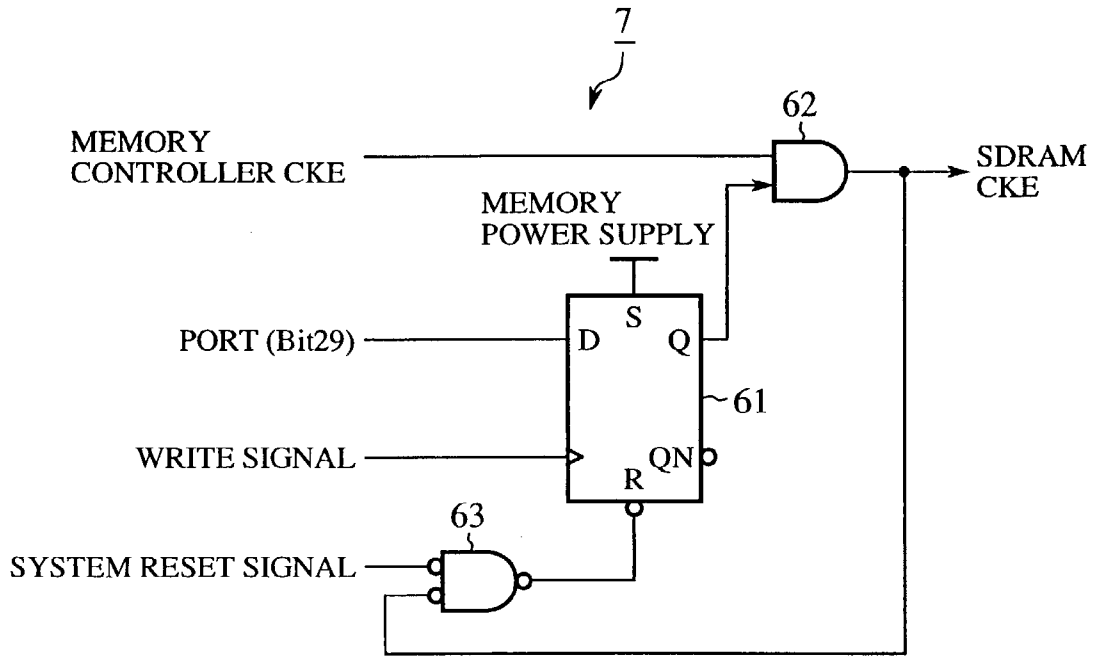 7
62
MEMORY
CONTROLLER CKE
SDRAM
CKE
MEMORY
POWER SUPPLY
S
PORT (Bit29)
D
Q
61
WRITE SIGNAL
QN
R
63
SYSTEM RESET SIGNAL